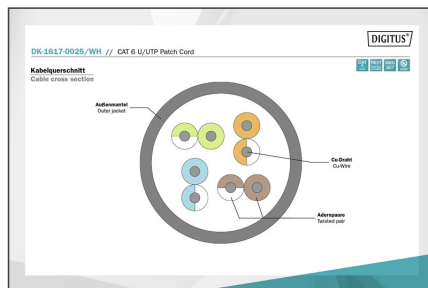 DIGITUS®
DK-1617-0025/WH // CAT 6 U/UTP Patch Cord
Kabelquerschnitt
Cable cross section
Außenmantel
Outer jacket
Cu-Draht
Cu-Wire
Adernpaare
Twisted pair